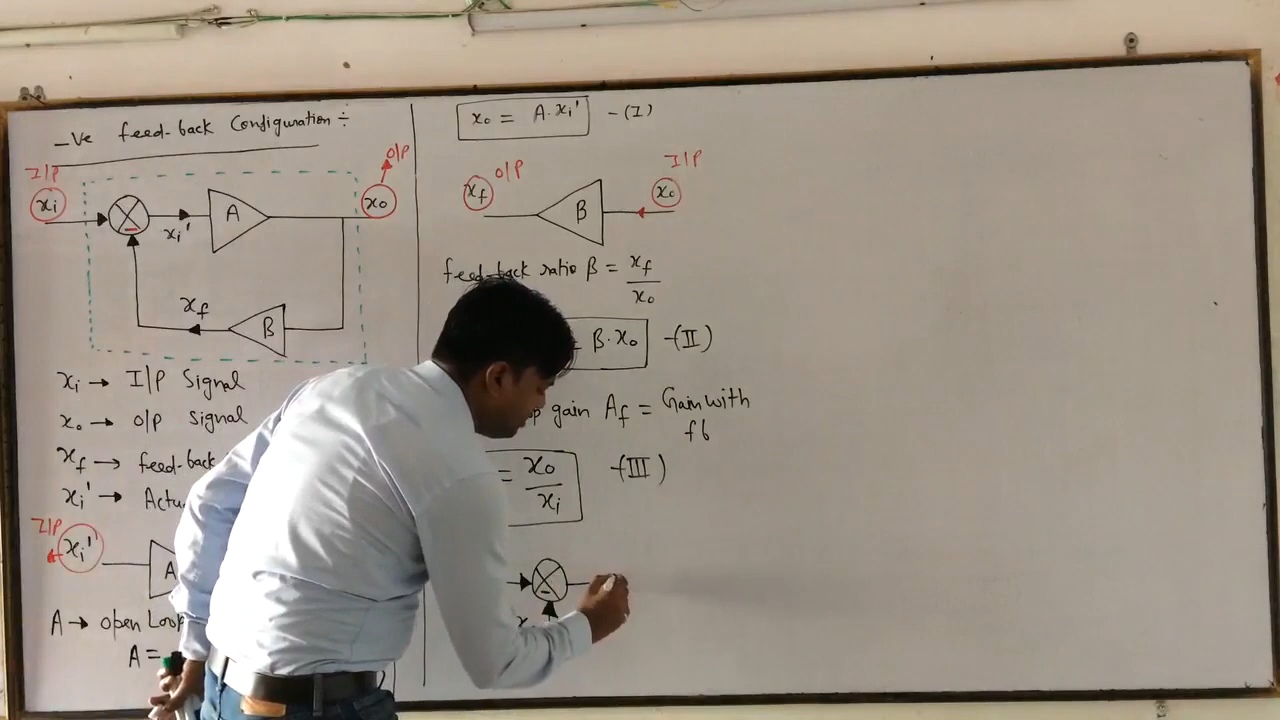 -Ve feed-back Configuration ÷
I/P
xi
xi'
A
O/P
xo
xf
β
xi → I/P Signal
xo → O/P Signal
xf → feed-back
xi' →
I/P
xi'
A
A → open Loop
A =
xo = A·xi' -(I)
xf
O/P
β
I/P
xo
feed-back ratio β = xf/xo
= β·xo -(II)
gain Af = Gain with
fb
= xo/xi -(III)
-